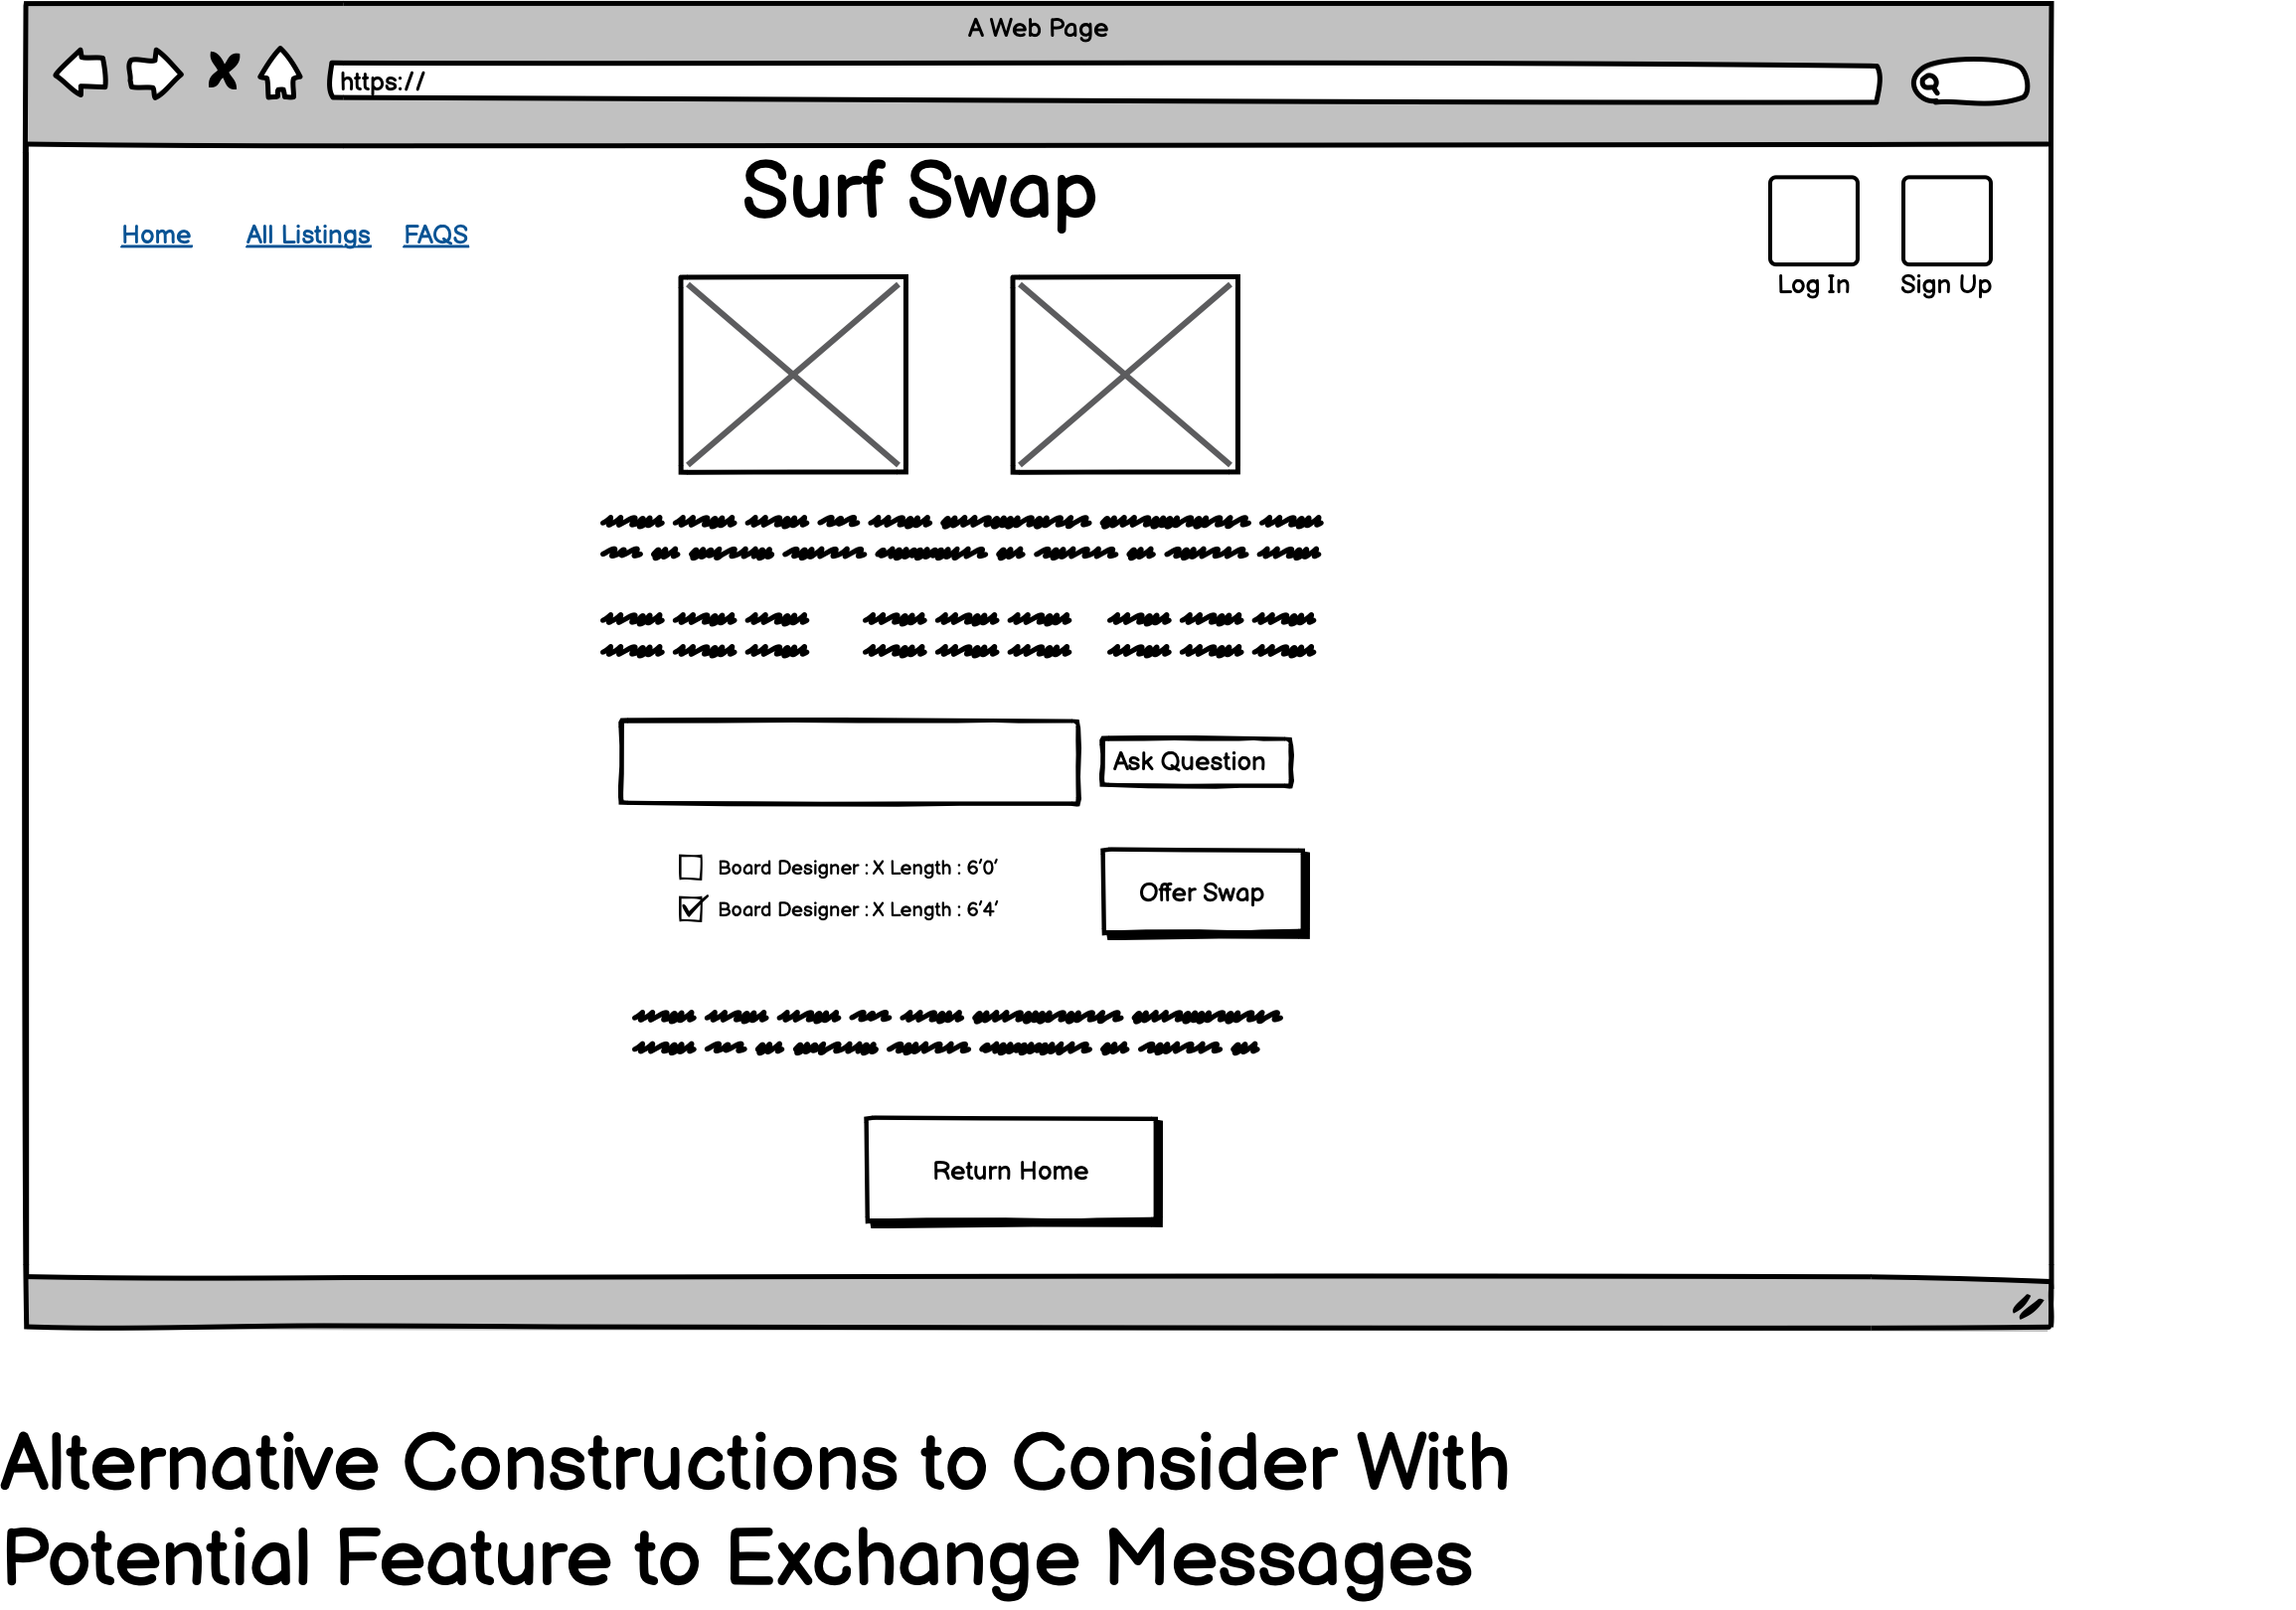 A Web Page
https://
Surf Swap
Home All Listings FAQS
Log In Sign Up
Ask Question
Board Designer : X Length : 6'0'
Board Designer : X Length : 6'4'
Offer Swap
Return Home
Alternative Constructions to Consider With
Potential Feature to Exchange Messages